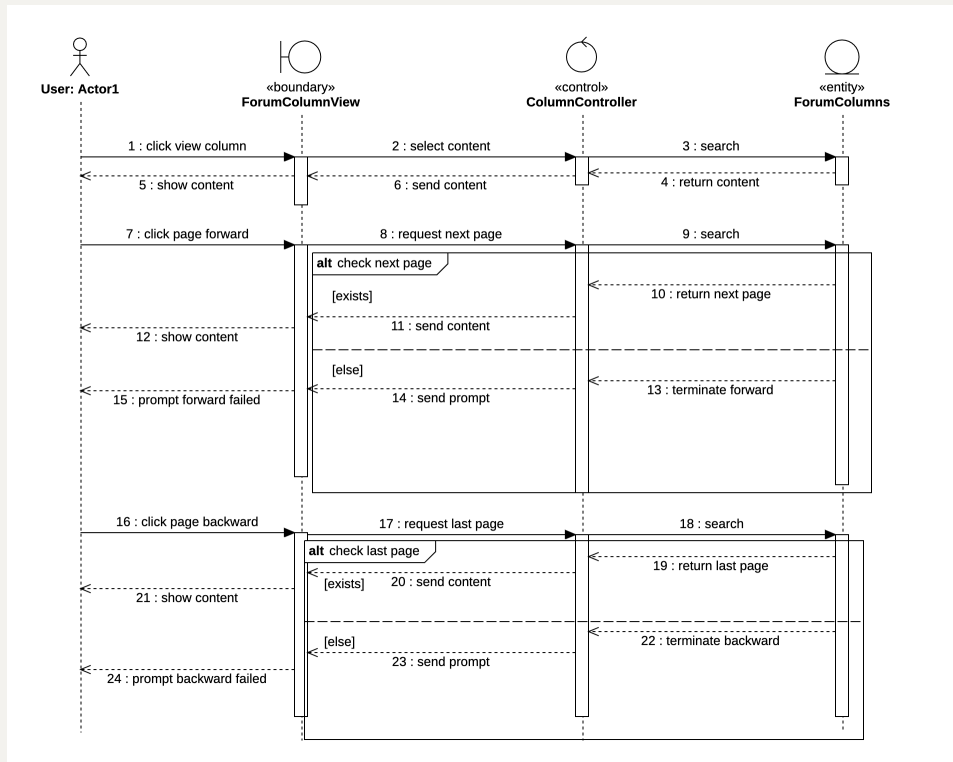 User: Actor1
«boundary»
ForumColumnView
«control»
ColumnController
«entity»
ForumColumns
1 : click view column
2 : select content
3 : search
5 : show content
6 : send content
4 : return content
7 : click page forward
8 : request next page
9 : search
alt check next page
[exists]
10 : return next page
11 : send content
12 : show content
[else]
13 : terminate forward
14 : send prompt
15 : prompt forward failed
16 : click page backward
17 : request last page
18 : search
alt check last page
19 : return last page
[exists]
20 : send content
21 : show content
[else]
22 : terminate backward
23 : send prompt
24 : prompt backward failed